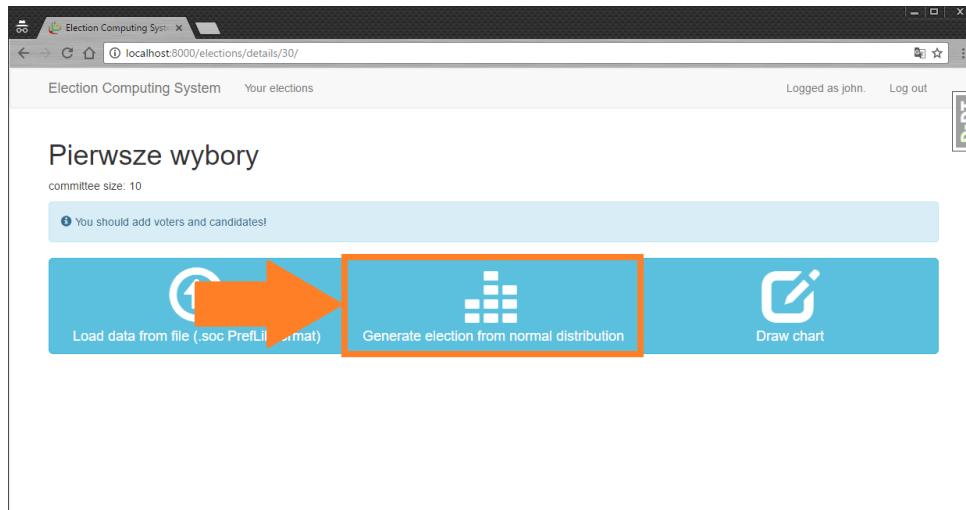 Election Computing Syst
localhost:8000/elections/details/30/
Election Computing System Your elections Logged as john. Log out
Pierwsze wybory
committee size: 10
You should add voters and candidates!
Load data from file (.soc PrefLi format)
Generate election from normal distribution
Draw chart